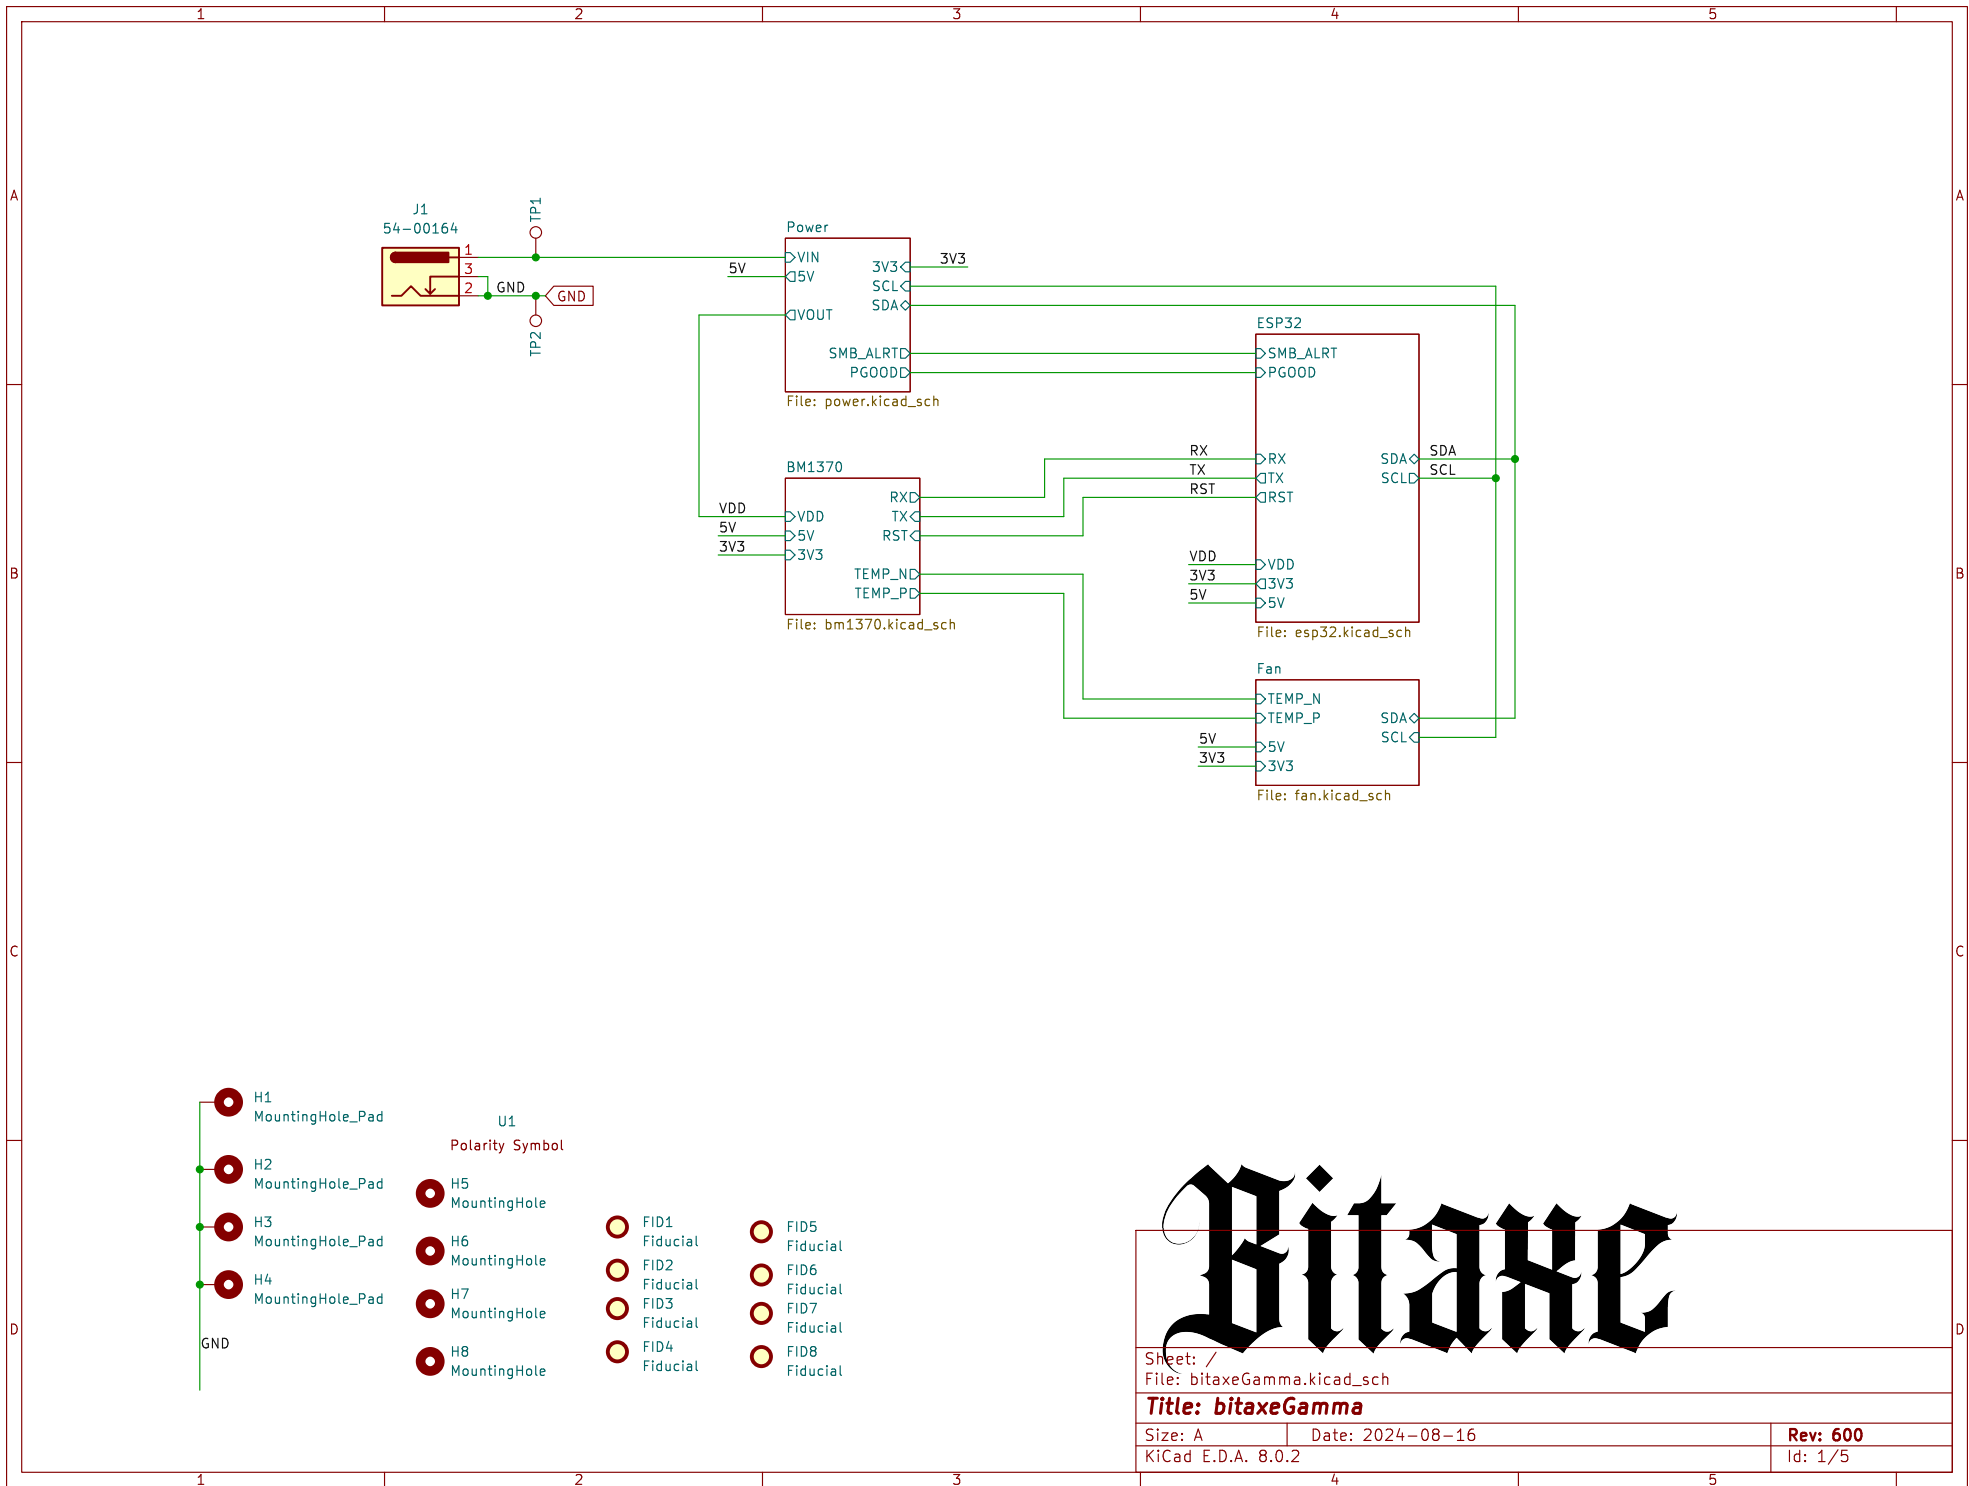 1 2 3 4 5
A A
B B
C C
D D
J1
54-00164
1
3
2
GND
GND
TP1
TP2
Power
VIN
5V
5V
VOUT
3V3
3V3
SCL
SDA
SMB_ALRT
PGOOD
File: power.kicad_sch
ESP32
SMB_ALRT
PGOOD
RX
RX
TX
TX
RST
RST
SDA
SDA
SCL
SCL
VDD
VDD
3V3
3V3
5V
5V
File: esp32.kicad_sch
BM1370
RX
VDD
VDD
TX
5V
5V
RST
3V3
3V3
TEMP_N
TEMP_P
File: bm1370.kicad_sch
Fan
TEMP_N
TEMP_P
SDA
SCL
5V
5V
3V3
3V3
File: fan.kicad_sch
H1
MountingHole_Pad
H2
MountingHole_Pad
H3
MountingHole_Pad
H4
MountingHole_Pad
GND
U1
Polarity Symbol
H5
MountingHole
H6
MountingHole
H7
MountingHole
H8
MountingHole
FID1
Fiducial
FID2
Fiducial
FID3
Fiducial
FID4
Fiducial
FID5
Fiducial
FID6
Fiducial
FID7
Fiducial
FID8
Fiducial
Bitaxe
Sheet: /
File: bitaxeGamma.kicad_sch
Title: bitaxeGamma
Size: A Date: 2024-08-16 Rev: 600
KiCad E.D.A. 8.0.2 Id: 1/5
1 2 3 4 5